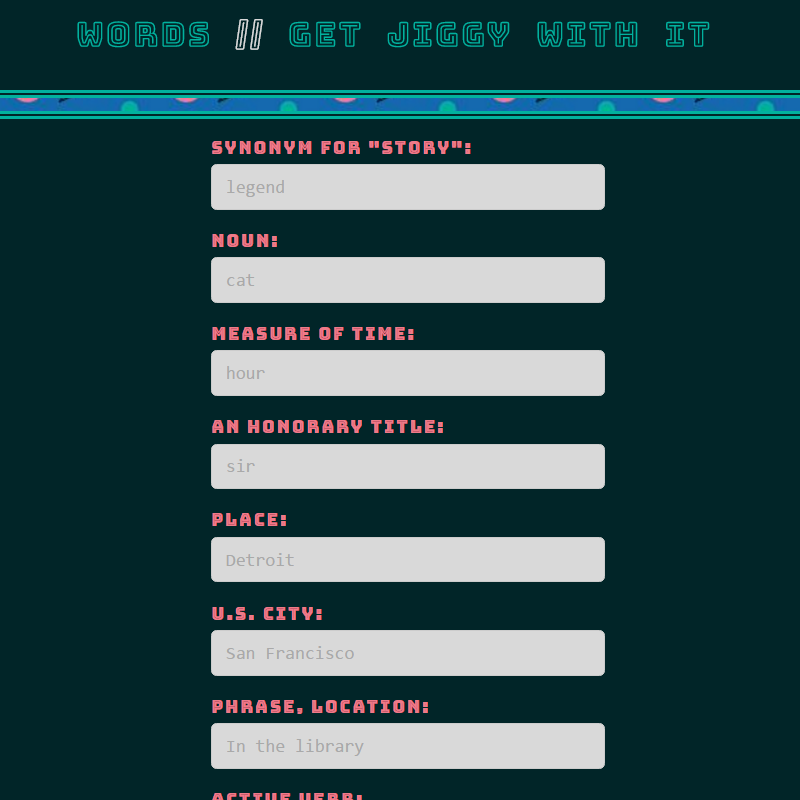 WORDS // GET JIGGY WITH IT
SYNONYM FOR "STORY":
legend
NOUN:
cat
MEASURE OF TIME:
hour
AN HONORARY TITLE:
sir
PLACE:
Detroit
U.S. CITY:
San Francisco
PHRASE, LOCATION:
In the library
ACTIVE VERB: